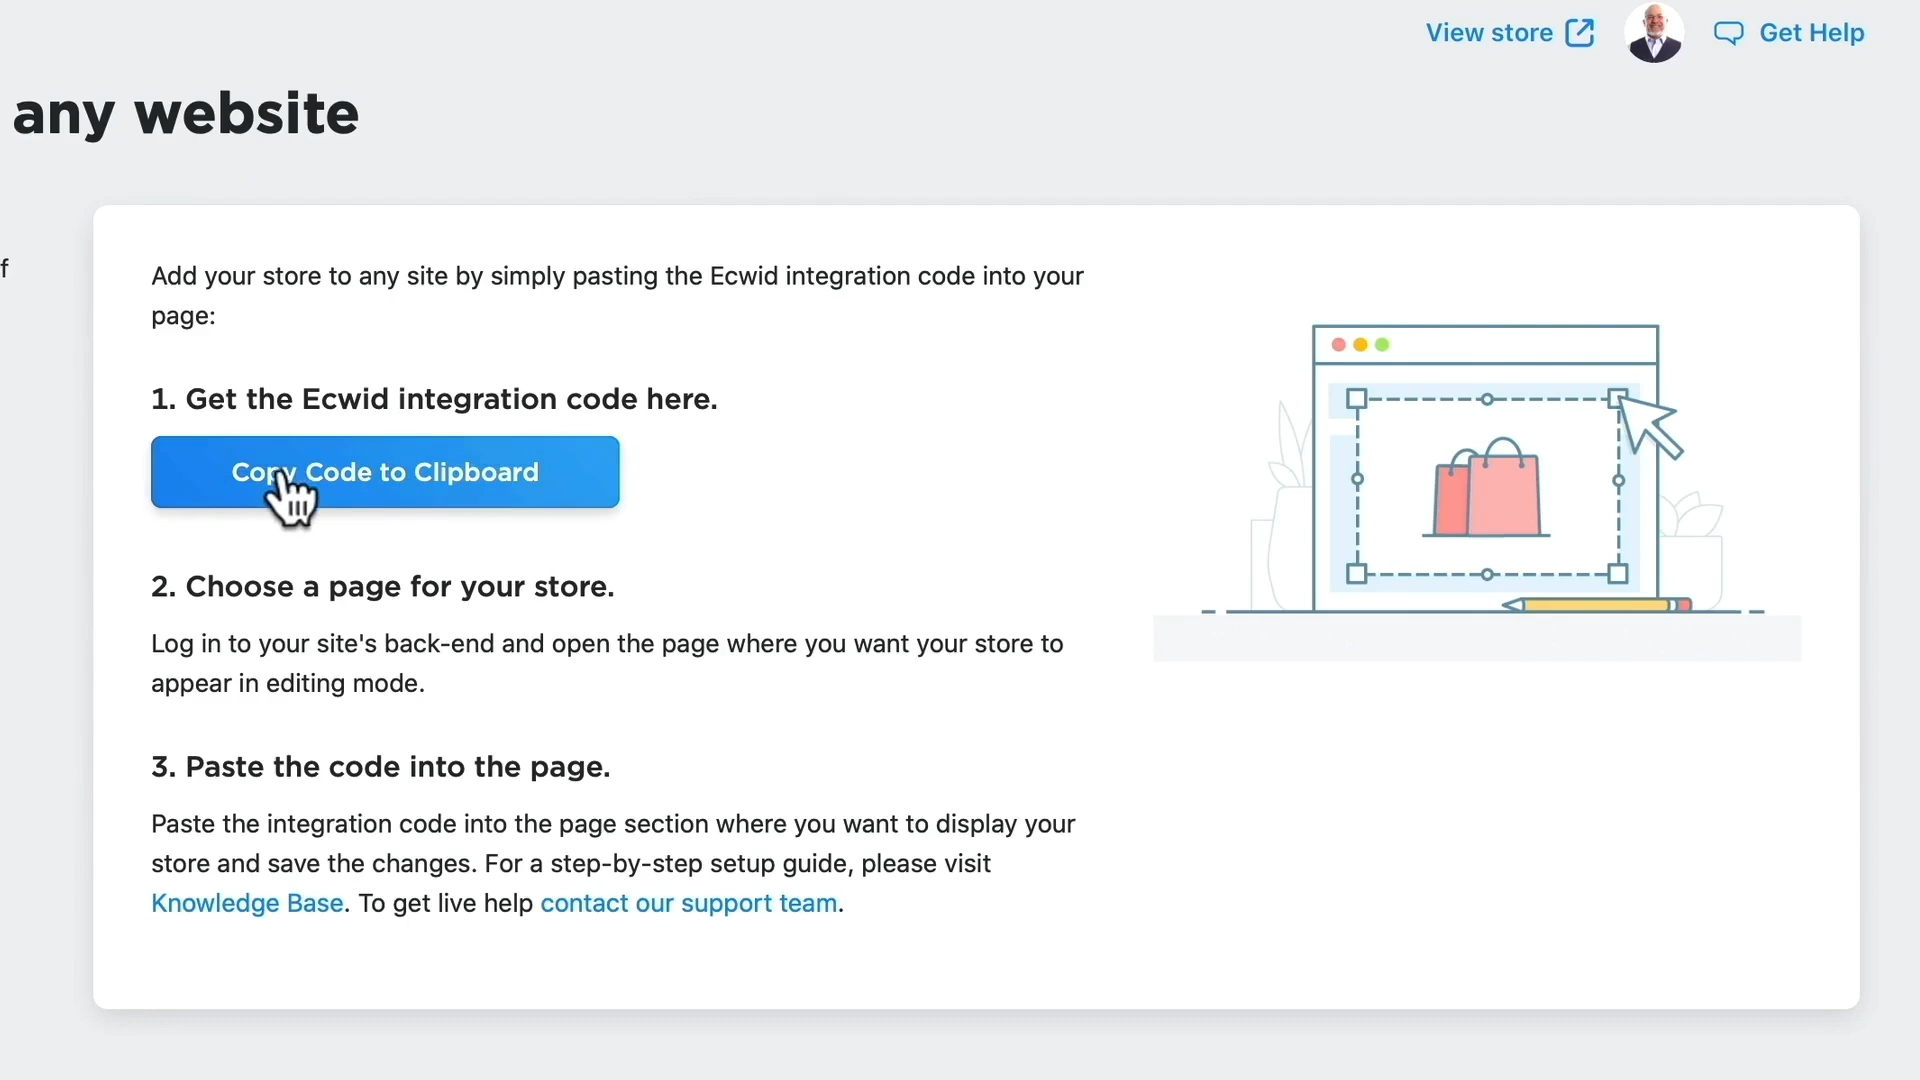 View store
Get Help
any website
f
Add your store to any site by simply pasting the Ecwid integration code into your
page:
1. Get the Ecwid integration code here.
Copy Code to Clipboard
2. Choose a page for your store.
Log in to your site's back-end and open the page where you want your store to
appear in editing mode.
3. Paste the code into the page.
Paste the integration code into the page section where you want to display your
store and save the changes. For a step-by-step setup guide, please visit
Knowledge Base. To get live help contact our support team.